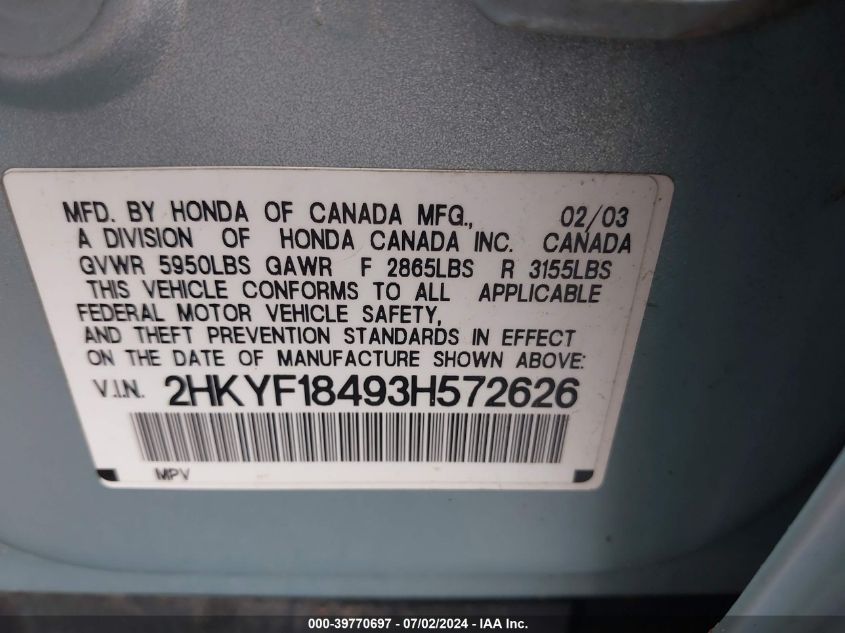 MFD. BY HONDA OF CANADA MFG., 02/03
A DIVISION OF HONDA CANADA INC. CANADA
GVWR 5950LBS GAWR F 2865LBS R 3155LBS
THIS VEHICLE CONFORMS TO ALL APPLICABLE
FEDERAL MOTOR VEHICLE SAFETY,
AND THEFT PREVENTION STANDARDS IN EFFECT
ON THE DATE OF MANUFACTURE SHOWN ABOVE:
V.I.N. 2HKYF18493H572626
MPV
000-39770697 - 07/02/2024 - IAA Inc.